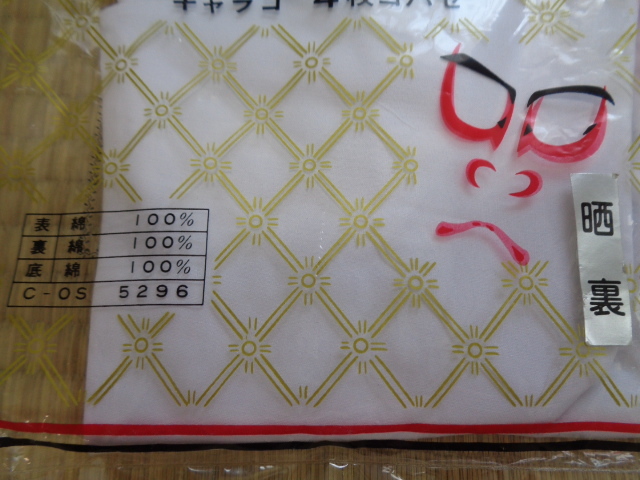 キャラコ 4枚コハゼ
表 綿 100%
裏 綿 100%
底 綿 100%
C-OS 5296
晒裏